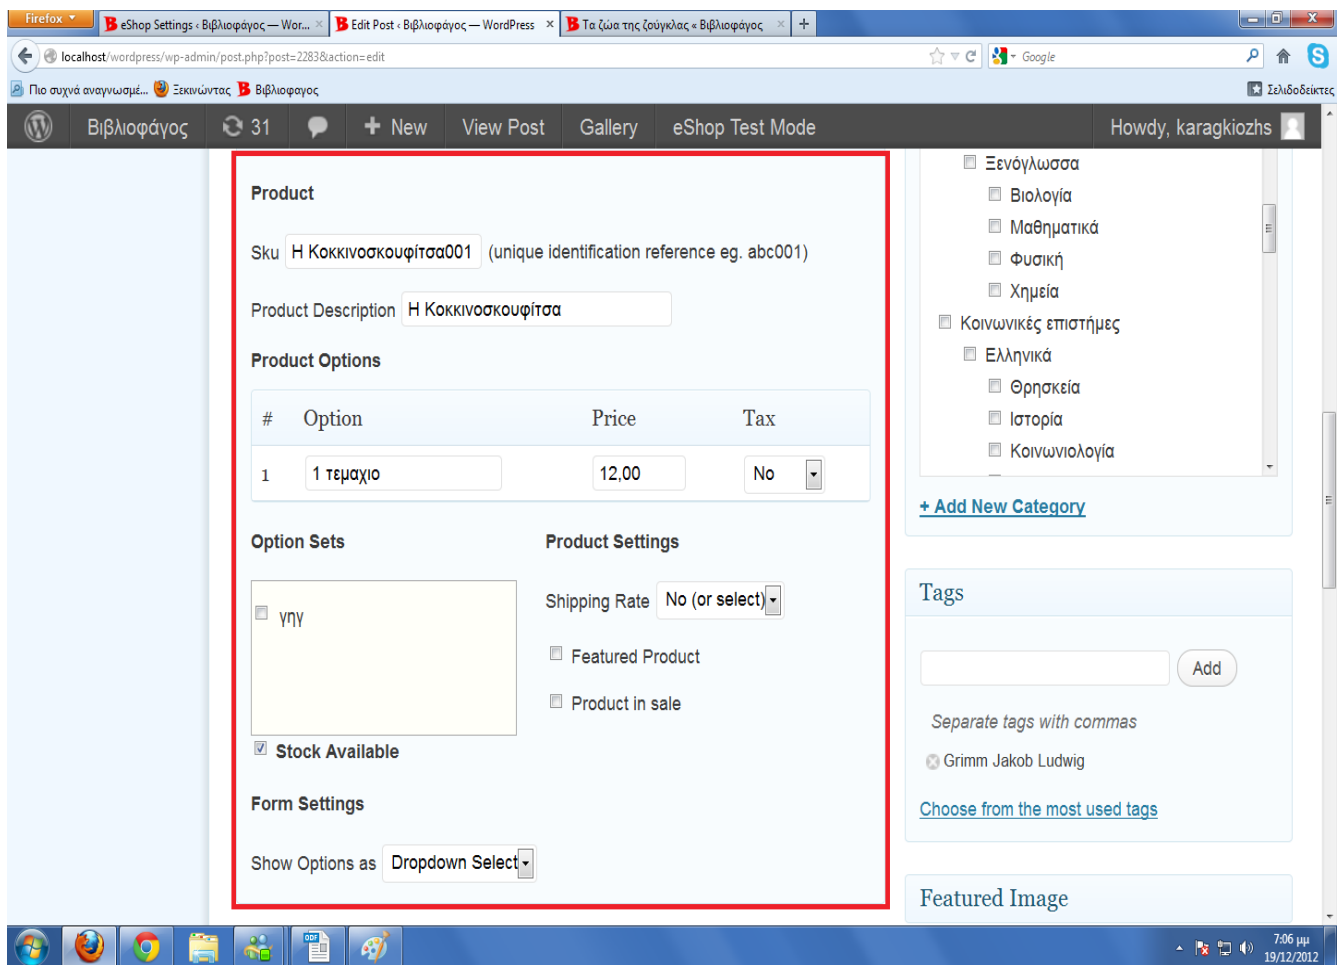 Firefox
eShop Settings ‹ Βιβλιοφάγος — Wor...
Edit Post ‹ Βιβλιοφάγος — WordPress
Τα ζώα της ζούγκλας « Βιβλιοφάγος
localhost/wordpress/wp-admin/post.php?post=2283&action=edit
Google
Πιο συχνά αναγνωσμέ...
Ξεκινώντας
Βιβλιοφαγος
Σελιδοδείκτες
Βιβλιοφάγος
31
New
View Post
Gallery
eShop Test Mode
Howdy, karagkiozhs
Product
Sku Η Κοκκινοσκουφίτσα001 (unique identification reference eg. abc001)
Product Description Η Κοκκινοσκουφίτσα
Product Options
# Option Price Tax
1 1 τεμαχιο 12,00 No
Option Sets
γηγ
Stock Available
Product Settings
Shipping Rate No (or select)
Featured Product
Product in sale
Form Settings
Show Options as Dropdown Select
Ξενόγλωσσα
Βιολογία
Μαθηματικά
Φυσική
Χημεία
Κοινωνικές επιστήμες
Ελληνικά
Θρησκεία
Ιστορία
Κοινωνιολογία
+ Add New Category
Tags
Add
Separate tags with commas
Grimm Jakob Ludwig
Choose from the most used tags
Featured Image
7:06 μμ
19/12/2012